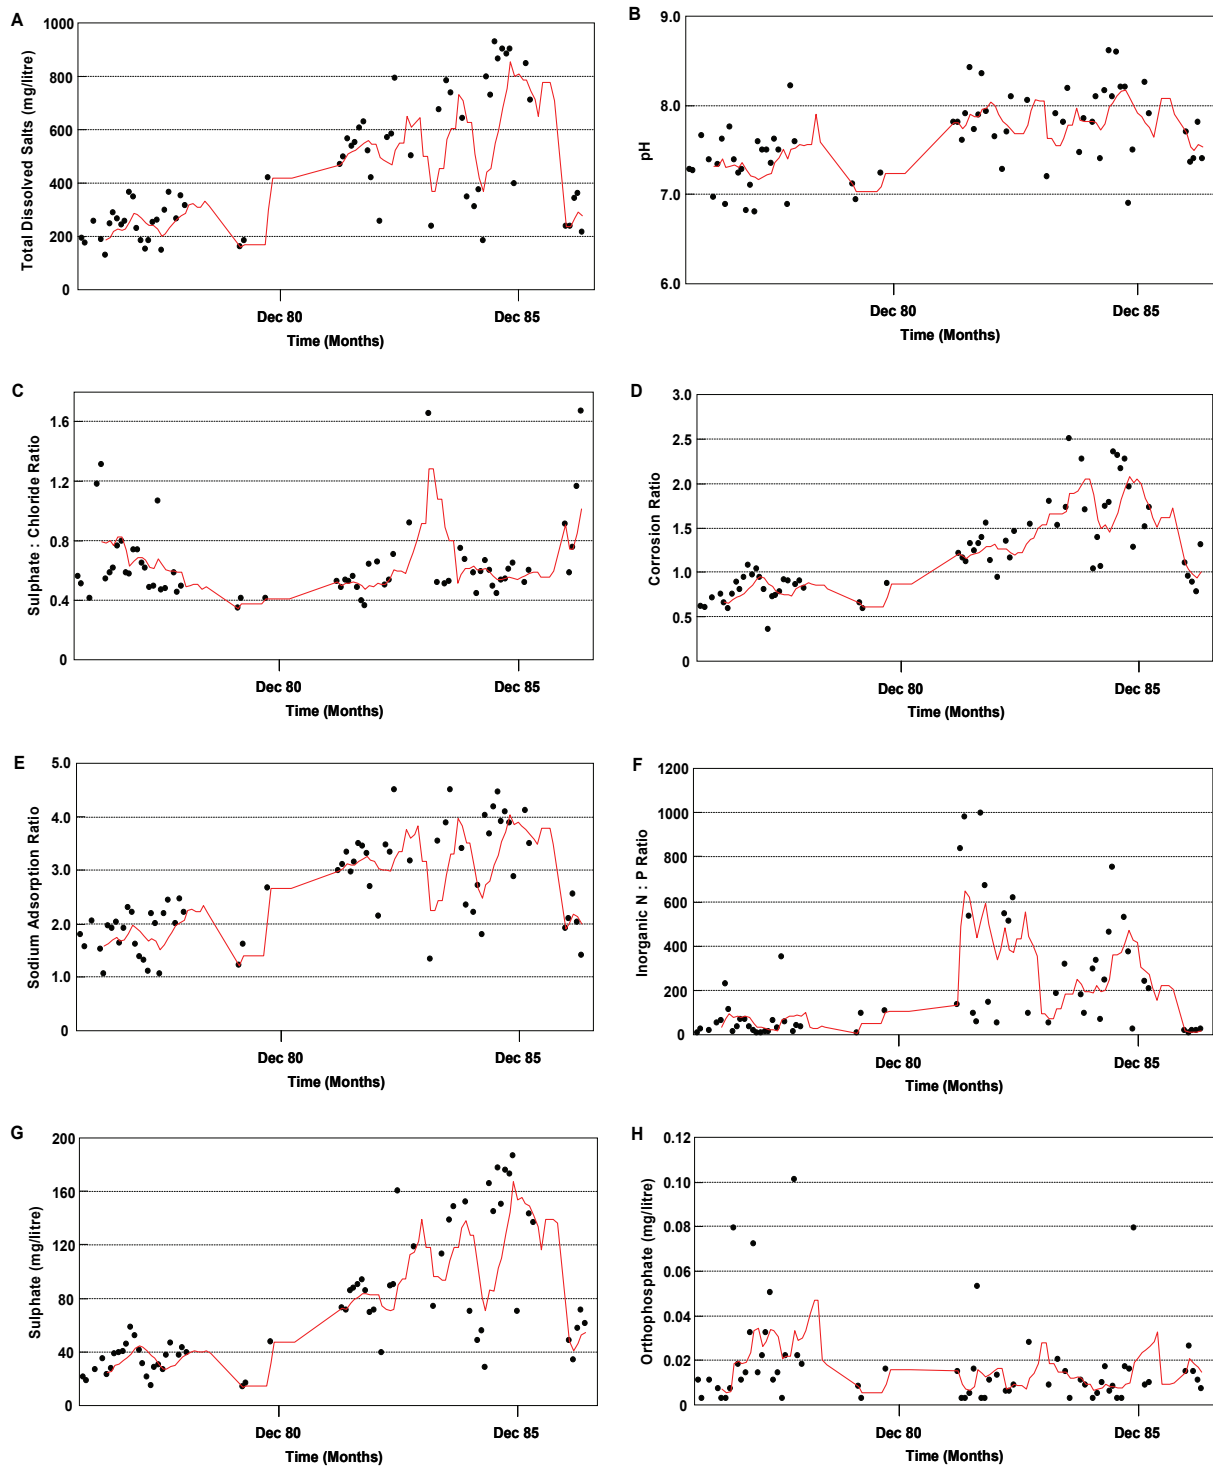 A
Total Dissolved Salts (mg/litre)
1000
800
600
400
200
0
Dec 80
Dec 85
Time (Months)
B
pH
9.0
8.0
7.0
6.0
Dec 80
Dec 85
Time (Months)
C
Sulphate : Chloride Ratio
1.6
1.2
0.8
0.4
0
Dec 80
Dec 85
Time (Months)
D
Corrosion Ratio
3.0
2.5
2.0
1.5
1.0
0.5
0
Dec 80
Dec 85
Time (Months)
E
Sodium Adsorption Ratio
5.0
4.0
3.0
2.0
1.0
0
Dec 80
Dec 85
Time (Months)
F
Inorganic N : P Ratio
1200
1000
800
600
400
200
0
Dec 80
Dec 85
Time (Months)
G
Sulphate (mg/litre)
200
160
120
80
40
0
Dec 80
Dec 85
Time (Months)
H
Orthophosphate (mg/litre)
0.12
0.10
0.08
0.06
0.04
0.02
0
Dec 80
Dec 85
Time (Months)